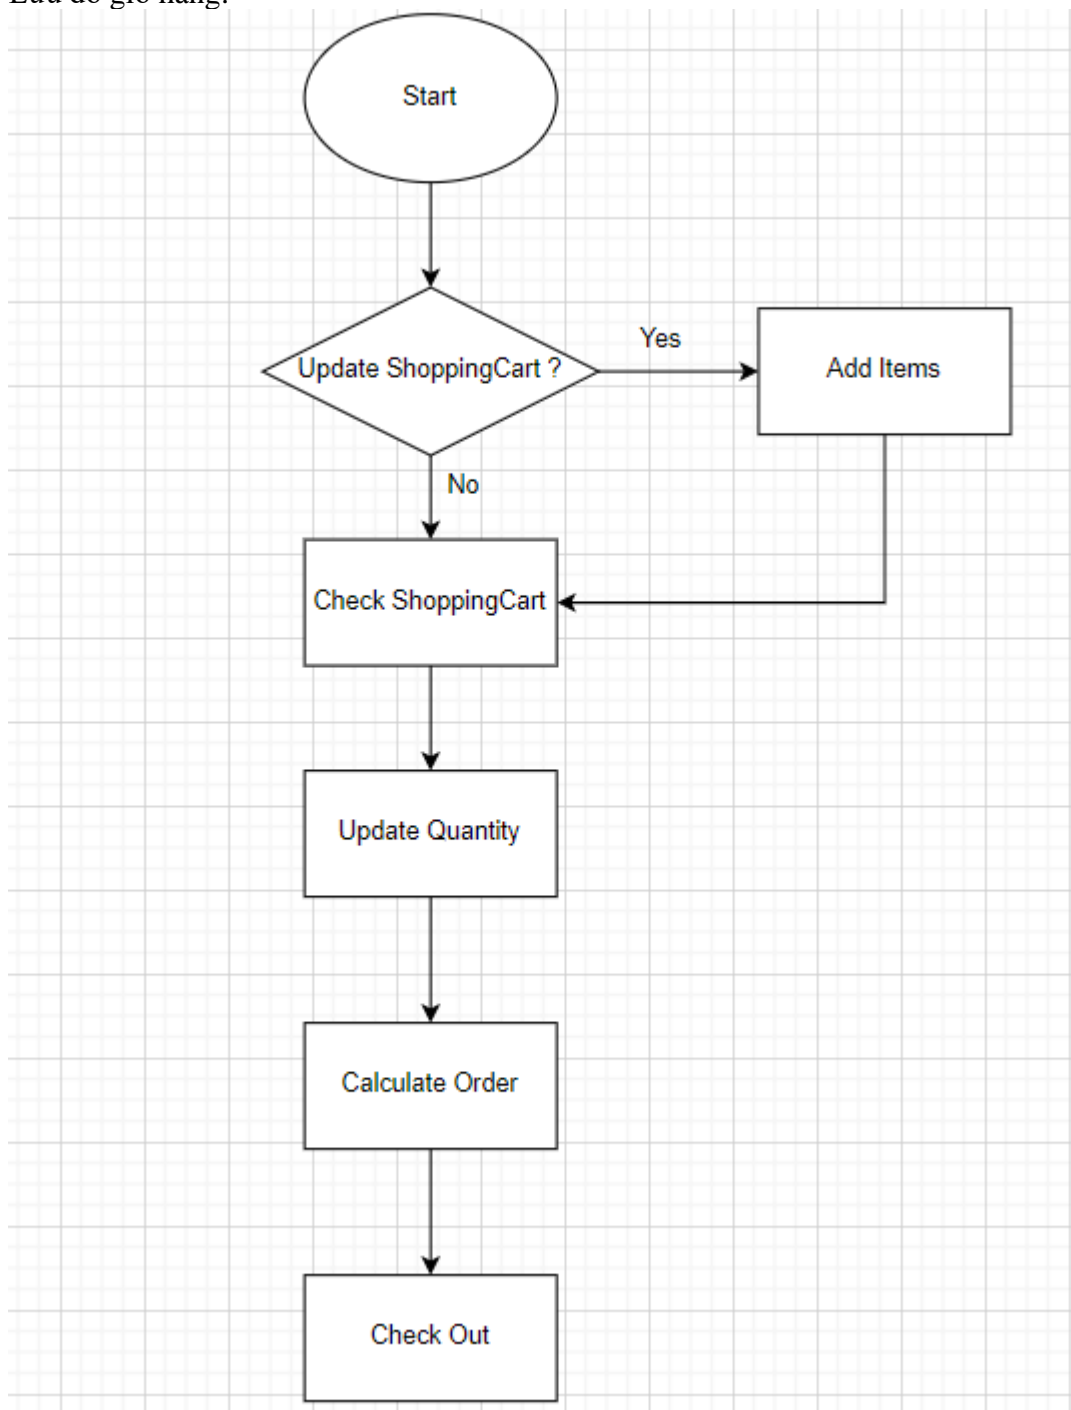 Start
Update ShoppingCart ?
Yes
Add Items
No
Check ShoppingCart
Update Quantity
Calculate Order
Check Out